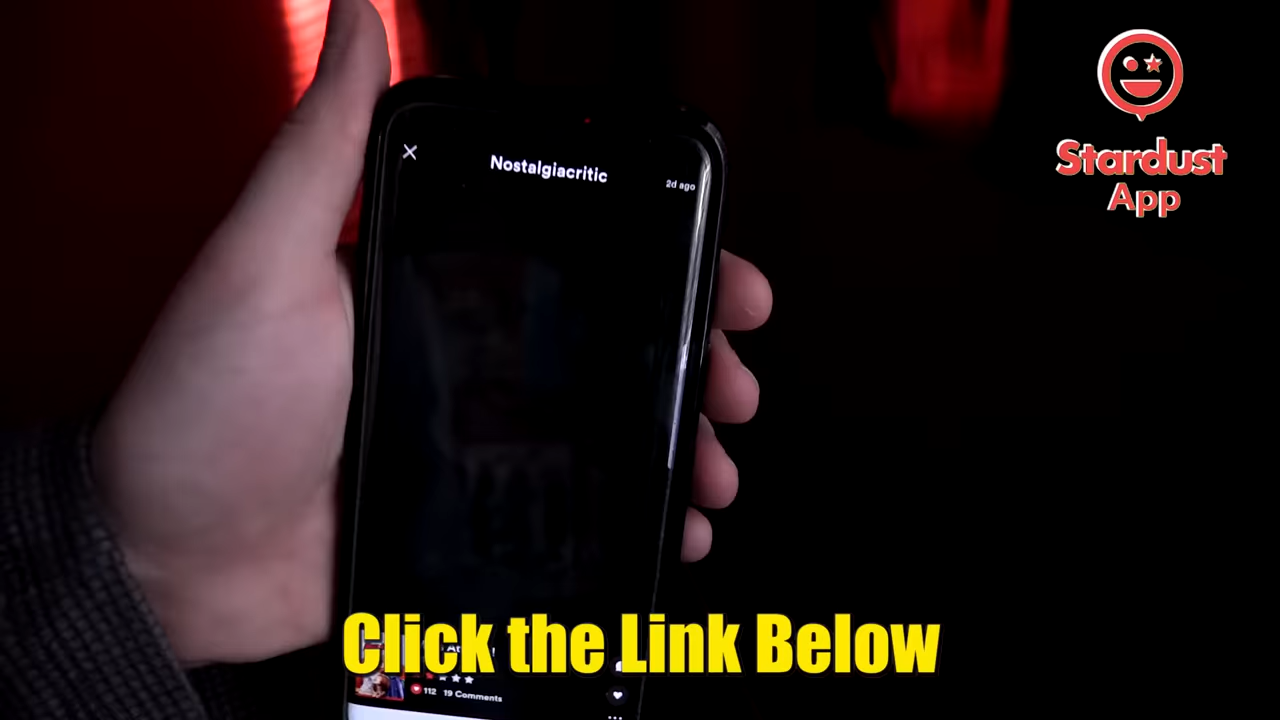 Nostalgiacritic
2d ago
Stardust
App
Click the Link Below
112 19 Comments